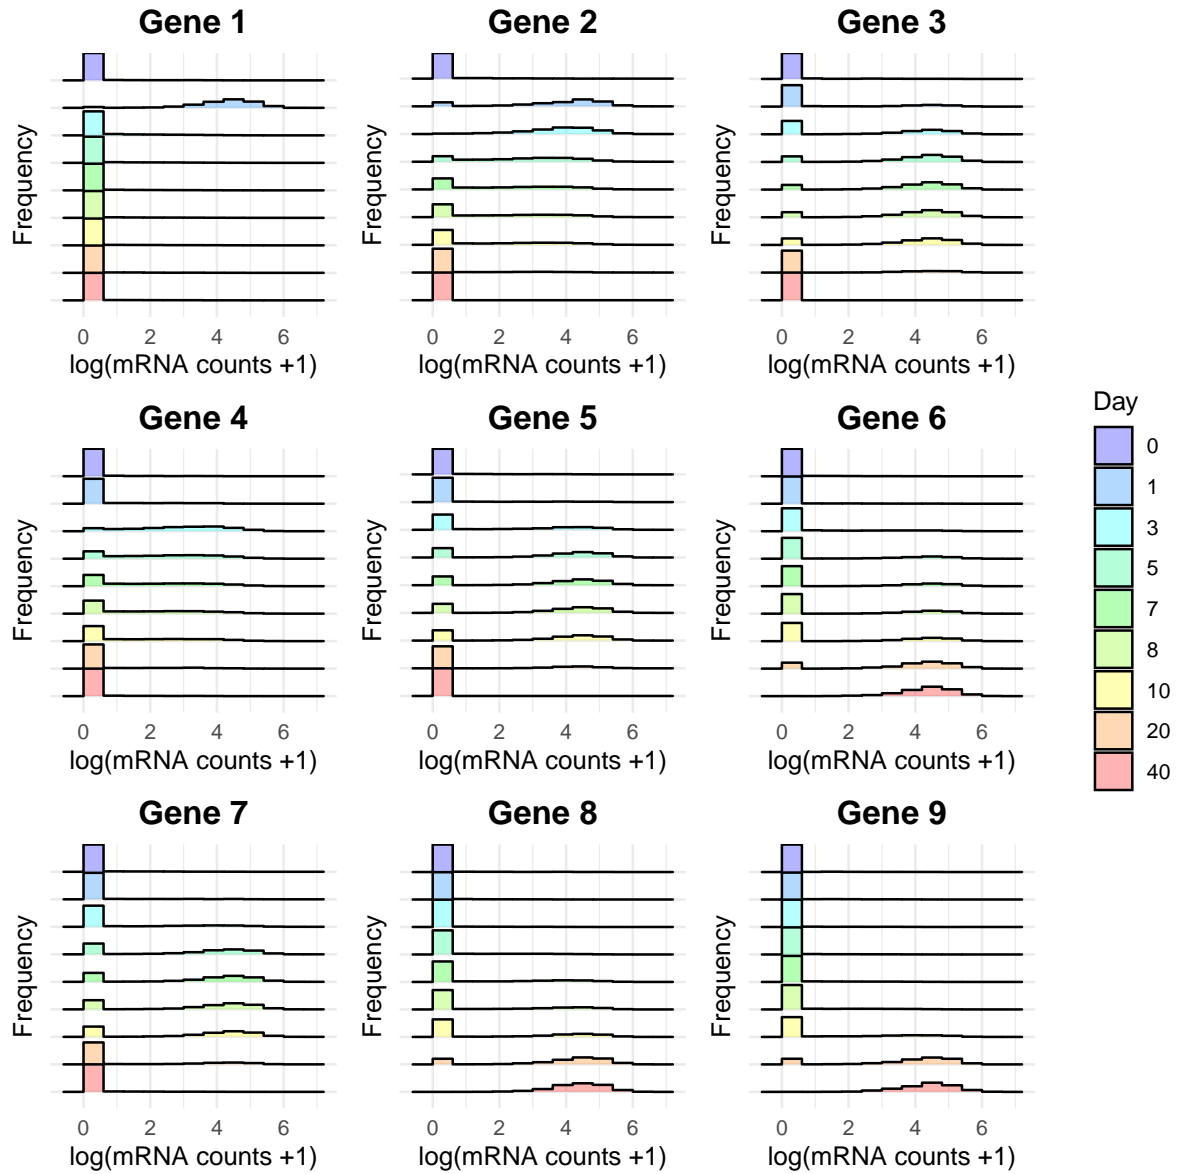 Gene 1 Gene 2 Gene 3
Frequency Frequency Frequency
0 2 4 6 0 2 4 6 0 2 4 6
log(mRNA counts +1) log(mRNA counts +1) log(mRNA counts +1)
Gene 4 Gene 5 Gene 6
Frequency Frequency Frequency
0 2 4 6 0 2 4 6 0 2 4 6
log(mRNA counts +1) log(mRNA counts +1) log(mRNA counts +1)
Gene 7 Gene 8 Gene 9
Frequency Frequency Frequency
0 2 4 6 0 2 4 6 0 2 4 6
log(mRNA counts +1) log(mRNA counts +1) log(mRNA counts +1)
Day
0
1
3
5
7
8
10
20
40